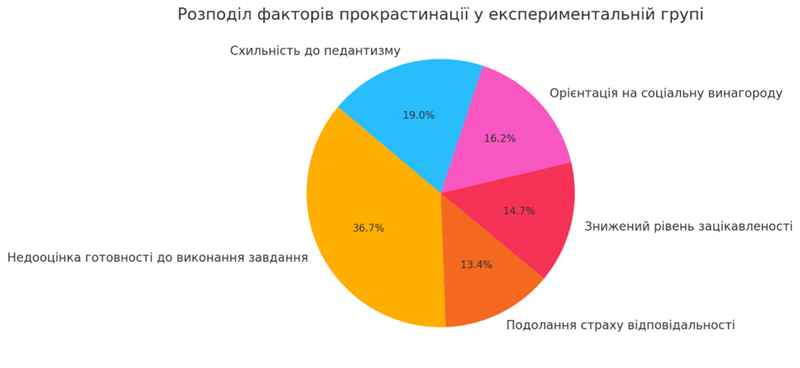 Розподіл факторів прокрастинації у експериментальній групі
Схильність до педантизму
19.0%
Орієнтація на соціальну винагороду
16.2%
Знижений рівень зацікавленості
14.7%
Недооцінка готовності до виконання завдання
36.7%
Подолання страху відповідальності
13.4%